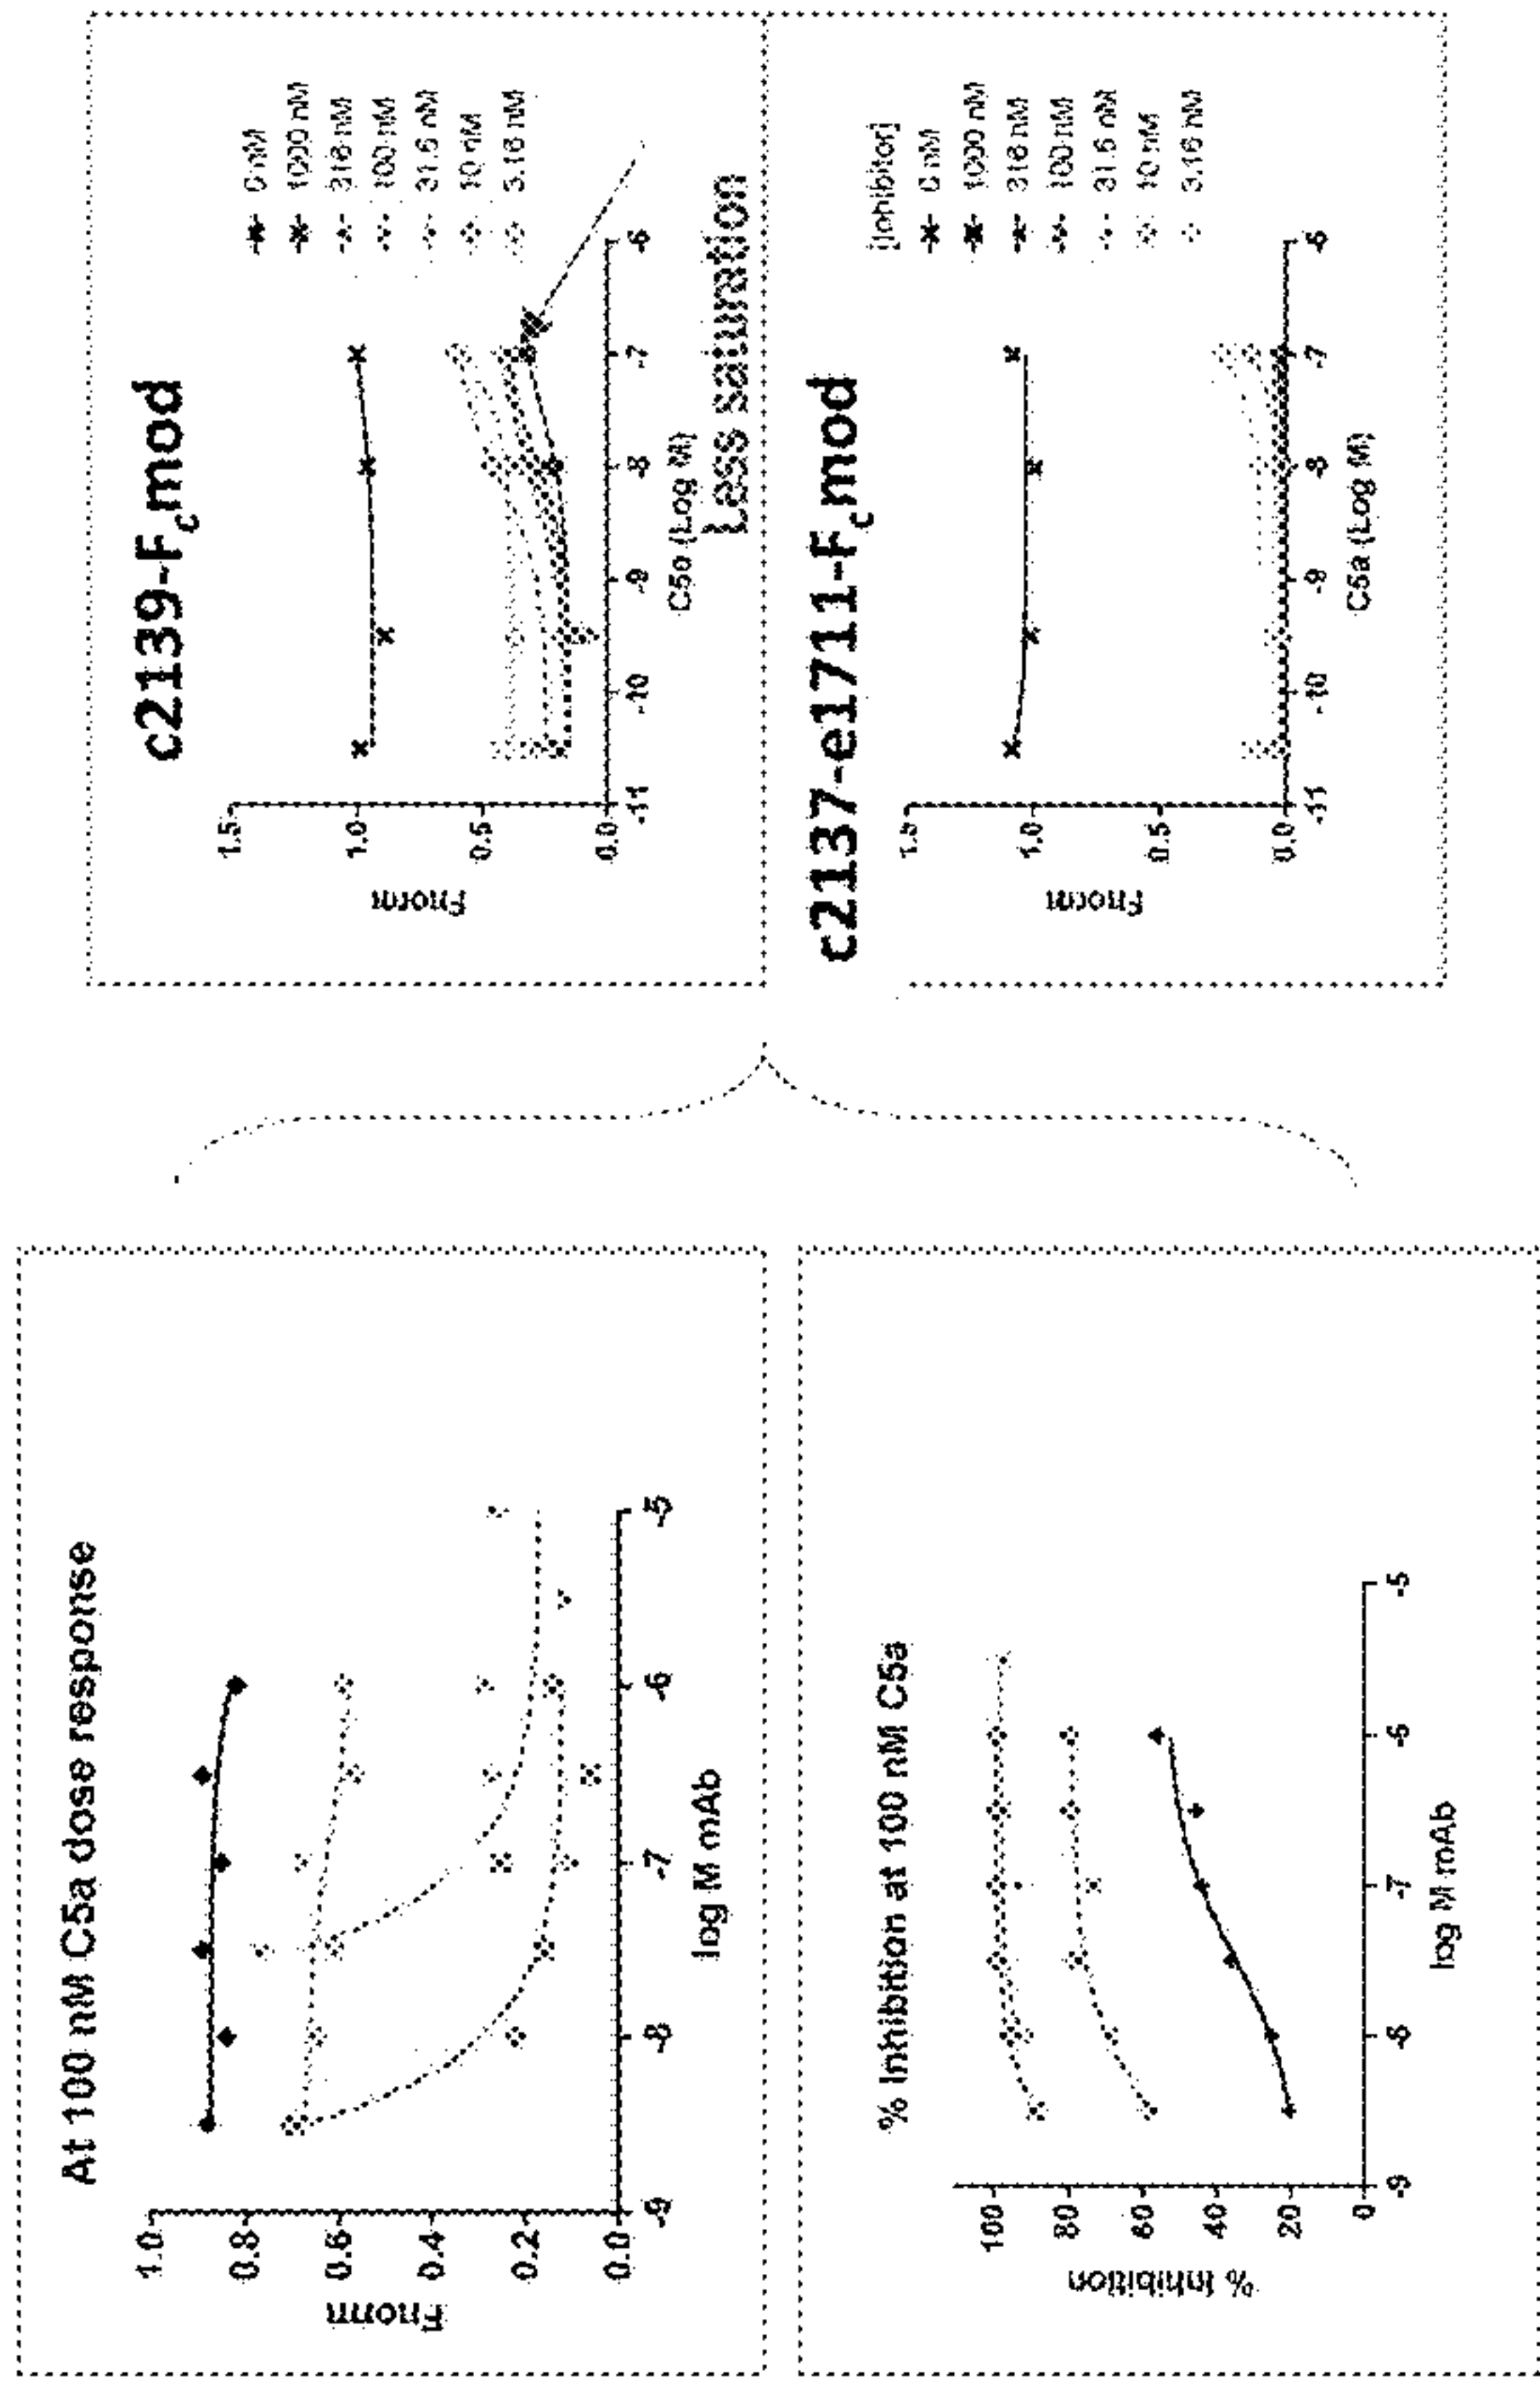 At 100 nM C5a dose response
Fnorm
1.0
0.8
0.6
0.4
0.2
0.0
-9
-8
-7
-6
-5
log M mAb
% Inhibition at 100 nM C5a
% Inhibition
100
80
60
40
20
0
-9
-8
-7
-6
-5
log M mAb
c2139-Fcmod
Fnorm
1.5
1.0
0.5
0.0
-11
-10
-9
-8
-7
-6
C5a (Log M)
Less saturation
0 nM
1000 nM
316 nM
100 nM
31.6 nM
10 nM
3.16 nM
c2137-e1711-Fcmod
Fnorm
1.5
1.0
0.5
0.0
-11
-10
-9
-8
-7
-6
C5a (Log M)
[Inhibitor]
0 nM
1000 nM
316 nM
100 nM
31.6 nM
10 nM
3.16 nM